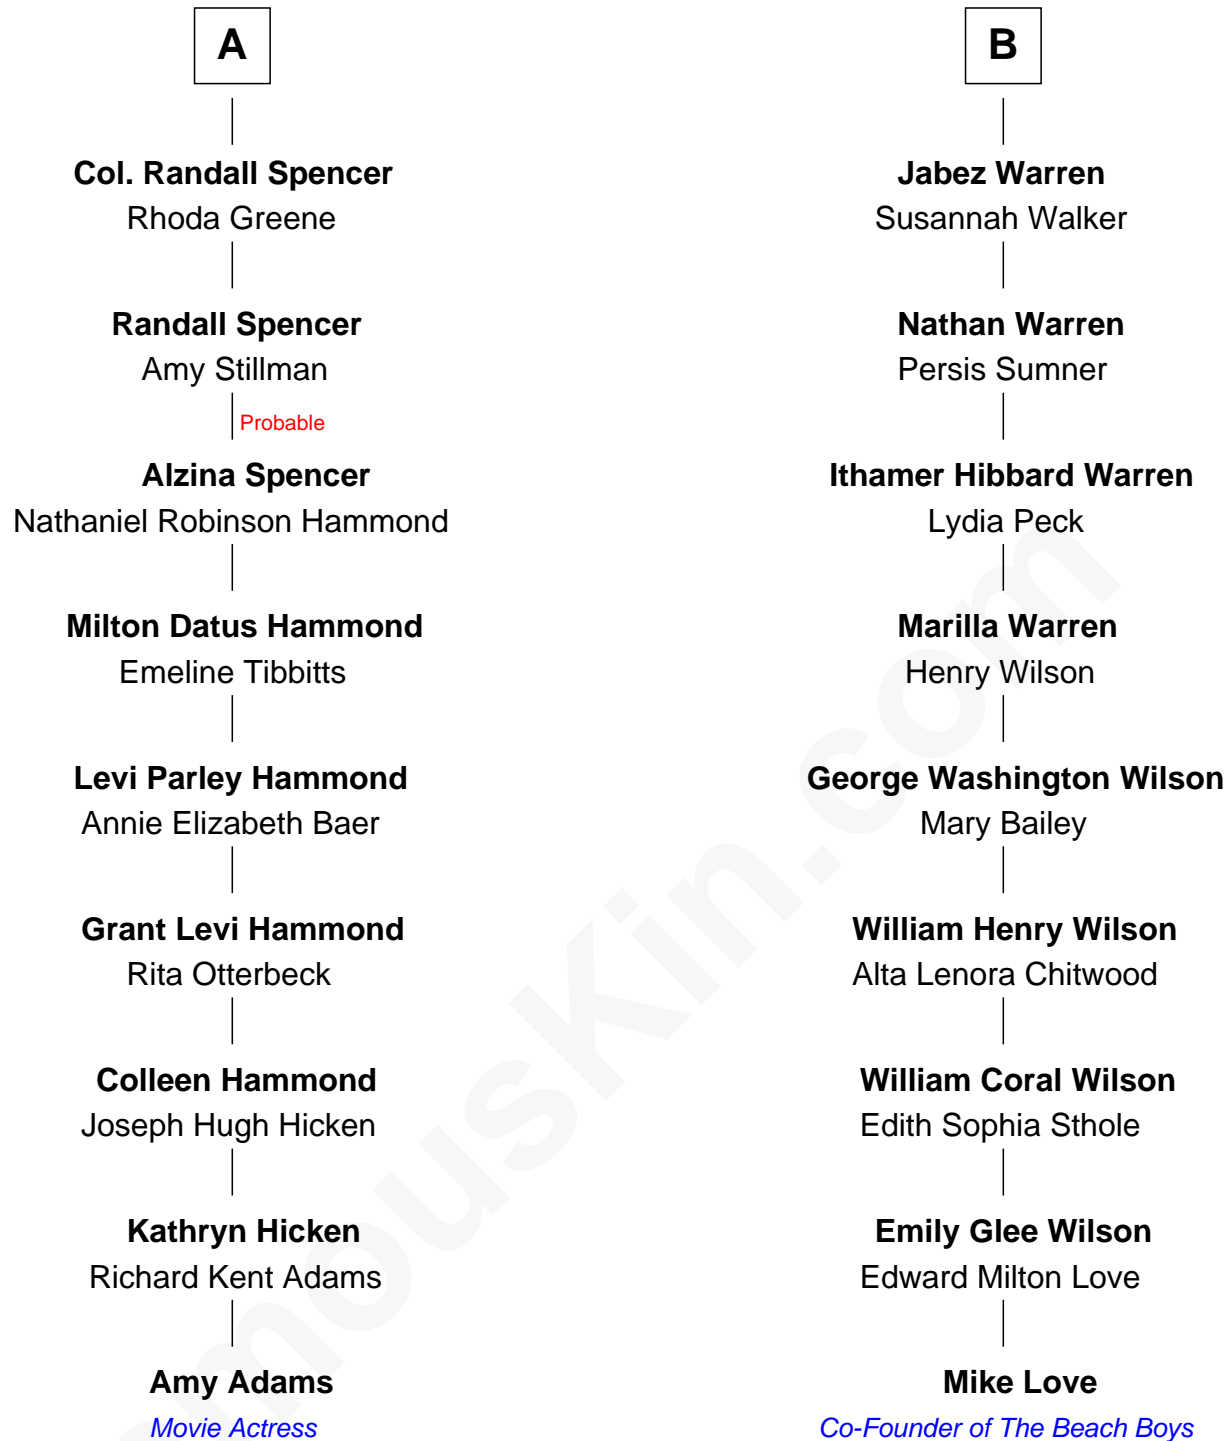 A
Col. Randall Spencer
Rhoda Greene
Randall Spencer
Amy Stillman
Probable
Alzina Spencer
Nathaniel Robinson Hammond
Milton Datus Hammond
Emeline Tibbitts
Levi Parley Hammond
Annie Elizabeth Baer
Grant Levi Hammond
Rita Otterbeck
Colleen Hammond
Joseph Hugh Hicken
Kathryn Hicken
Richard Kent Adams
Amy Adams
Movie Actress
B
Jabez Warren
Susannah Walker
Nathan Warren
Persis Sumner
Ithamer Hibbard Warren
Lydia Peck
Marilla Warren
Henry Wilson
George Washington Wilson
Mary Bailey
William Henry Wilson
Alta Lenora Chitwood
William Coral Wilson
Edith Sophia Sthole
Emily Glee Wilson
Edward Milton Love
Mike Love
Co-Founder of The Beach Boys
mouskin.com